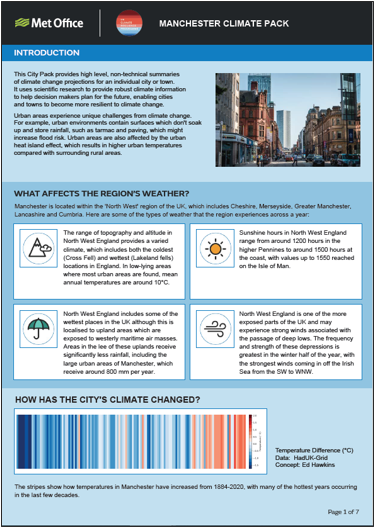 Met Office
MANCHESTER CLIMATE PACK
INTRODUCTION
This City Pack provides high level, non-technical summaries
of climate change projections for an individual city or town.
It uses scientific research to provide robust climate information
to help decision makers plan for the future, enabling cities
and towns to become more resilient to climate change.
Urban areas experience unique challenges from climate change.
For example, urban environments contain surfaces which don't soak
up and store rainfall, such as tarmac and paving, which might
increase flood risk. Urban areas are also affected by the urban
heat island effect, which results in higher urban temperatures
compared with surrounding rural areas.
WHAT AFFECTS THE REGION'S WEATHER?
Manchester is located within the 'North West' region of the UK, which includes Cheshire, Merseyside, Greater Manchester,
Lancashire and Cumbria. Here are some of the types of weather that the region experiences across a year:
The range of topography and altitude in
North West England provides a varied
climate, which includes both the coldest
(Cross Fell) and wettest (Lakeland fells)
locations in England. In low-lying areas
where most urban areas are found, mean
annual temperatures are around 10°C.
Sunshine hours in North West England
range from around 1200 hours in the
higher Pennines to around 1500 hours at
the coast, with values up to 1550 reached
on the Isle of Man.
North West England includes some of the
wettest places in the UK although this is
localised to upland areas which are
exposed to westerly maritime air masses.
Areas in the lee of these uplands receive
significantly less rainfall, including the
large urban areas of Manchester, which
receive around 800 mm per year.
North West England is one of the more
exposed parts of the UK and may
experience strong winds associated with
the passage of deep lows. The frequency
and strength of these depressions is
greatest in the winter half of the year, with
the strongest winds coming in off the Irish
Sea from the SW to WNW.
HOW HAS THE CITY'S CLIMATE CHANGED?
Temperature Difference (°C)
Data: HadUK-Grid
Concept: Ed Hawkins
The stripes show how temperatures in Manchester have increased from 1884-2020, with many of the hottest years occurring
in the last few decades.
Page 1 of 7